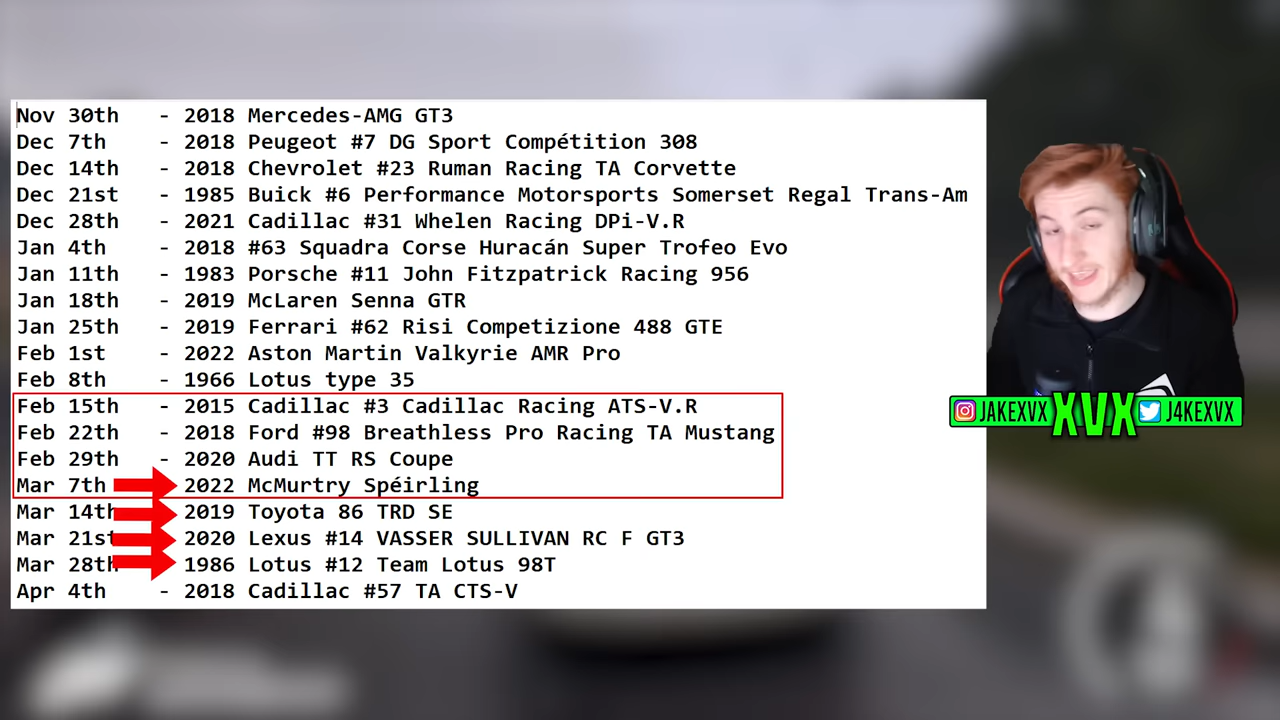 Nov 30th - 2018 Mercedes-AMG GT3
Dec 7th - 2018 Peugeot #7 DG Sport Compétition 308
Dec 14th - 2018 Chevrolet #23 Ruman Racing TA Corvette
Dec 21st - 1985 Buick #6 Performance Motorsports Somerset Regal Trans-Am
Dec 28th - 2021 Cadillac #31 Whelen Racing DPi-V.R
Jan 4th - 2018 #63 Squadra Corse Huracán Super Trofeo Evo
Jan 11th - 1983 Porsche #11 John Fitzpatrick Racing 956
Jan 18th - 2019 McLaren Senna GTR
Jan 25th - 2019 Ferrari #62 Risi Competizione 488 GTE
Feb 1st - 2022 Aston Martin Valkyrie AMR Pro
Feb 8th - 1966 Lotus type 35
Feb 15th - 2015 Cadillac #3 Cadillac Racing ATS-V.R
Feb 22th - 2018 Ford #98 Breathless Pro Racing TA Mustang
Feb 29th - 2020 Audi TT RS Coupe
Mar 7th 2022 McMurtry Spéirling
Mar 14th 2019 Toyota 86 TRD SE
Mar 21st 2020 Lexus #14 VASSER SULLIVAN RC F GT3
Mar 28th 1986 Lotus #12 Team Lotus 98T
Apr 4th - 2018 Cadillac #57 TA CTS-V
JAKEXVX XVX J4KEXVX